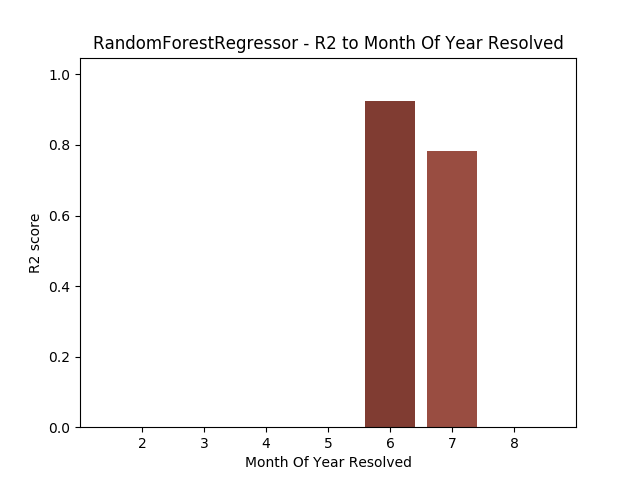 RandomForestRegressor - R2 to Month Of Year Resolved
1.0
0.8
0.6
0.4
0.2
0.0
R2 score
2 3 4 5 6 7 8
Month Of Year Resolved